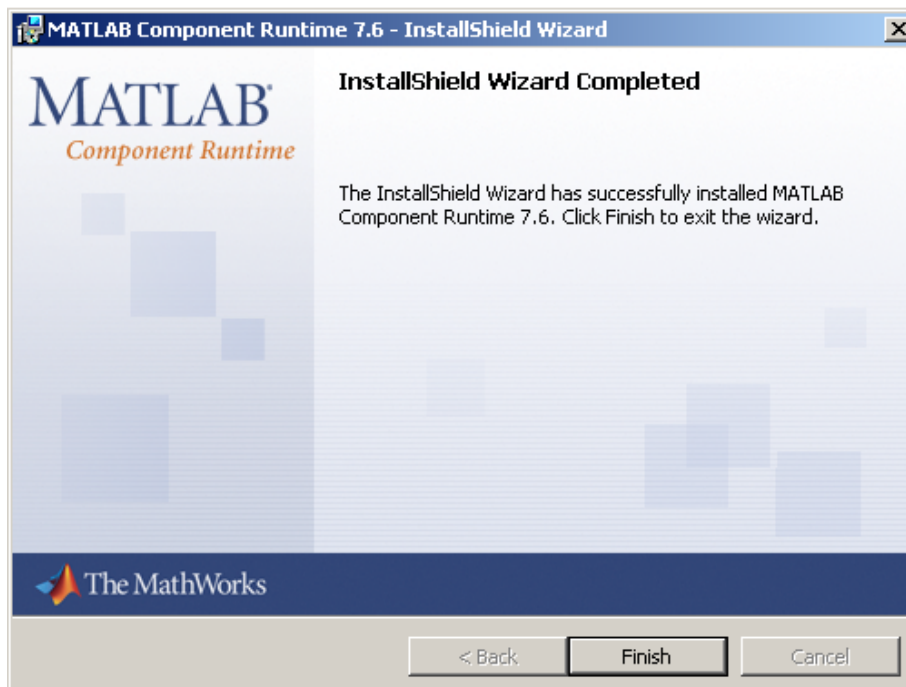 MATLAB Component Runtime 7.6 - InstallShield Wizard
MATLAB®
Component Runtime
InstallShield Wizard Completed
The InstallShield Wizard has successfully installed MATLAB
Component Runtime 7.6. Click Finish to exit the wizard.
The MathWorks
< Back
Finish
Cancel